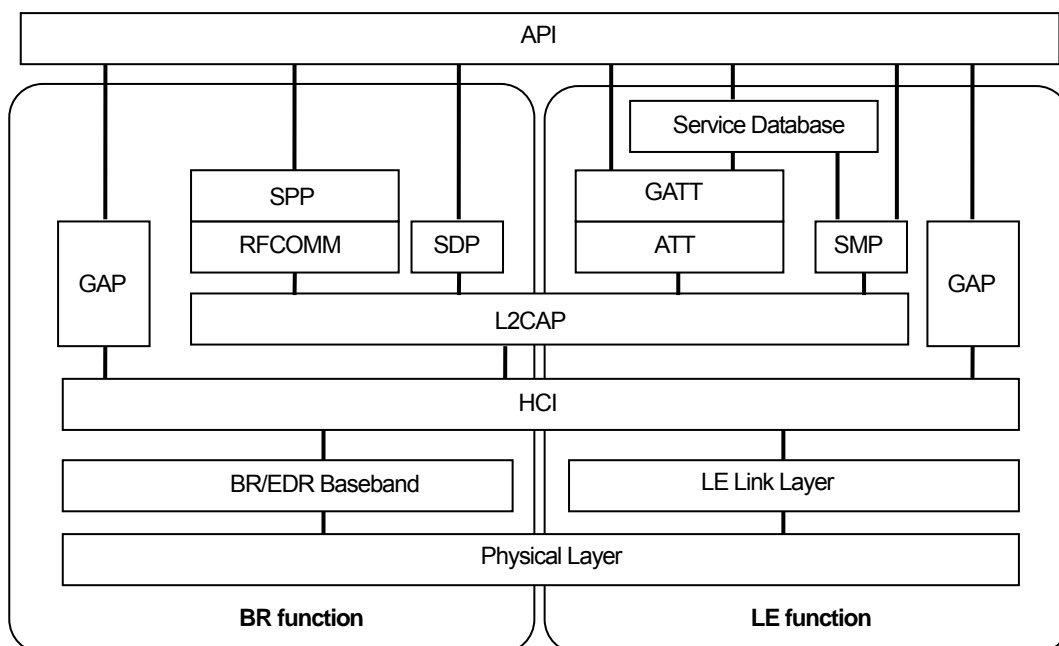 API
Service Database
SPP
GATT
RFCOMM
SDP
ATT
SMP
GAP
GAP
L2CAP
HCI
BR/EDR Baseband
LE Link Layer
Physical Layer
BR function
LE function